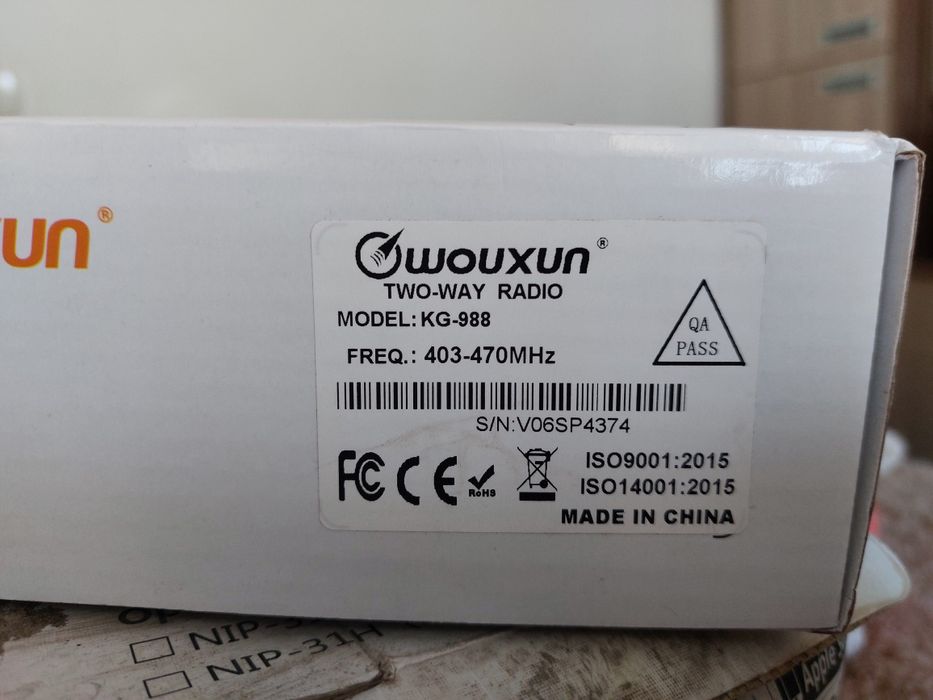 un®
WOUXUN®
TWO-WAY RADIO
MODEL: KG-988
FREQ.: 403-470MHz
QA
PASS
S/N:V06SP4374
FC CE RoHS
ISO9001:2015
ISO14001:2015
MADE IN CHINA
NIP-31H
Apple